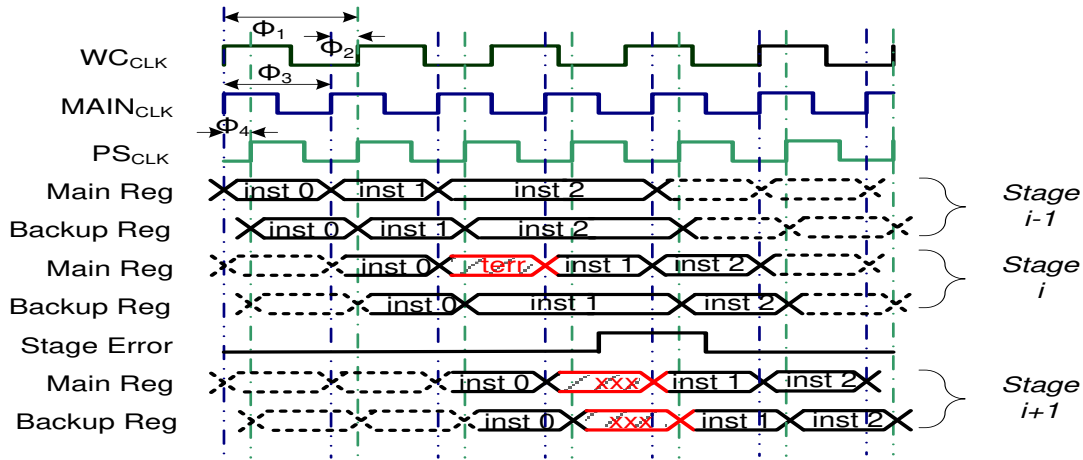 Φ1
WCCLK Φ2
Φ3
MAINCLK
Φ4
PSCLK
Main Reg inst 0 inst 1 inst 2
Backup Reg inst 0 inst 1 inst 2
Stage
i-1
Main Reg inst 0 terr inst 1 inst 2
Backup Reg inst 0 inst 1 inst 2
Stage
i
Stage Error
Main Reg inst 0 xxx inst 1 inst 2
Backup Reg inst 0 xxx inst 1 inst 2
Stage
i+1